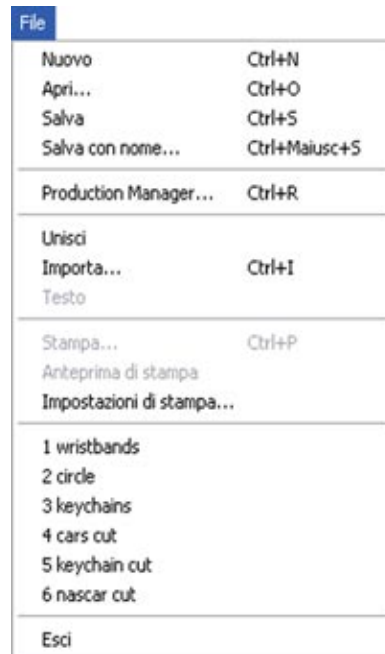 File
Nuovo Ctrl+N
Apri... Ctrl+O
Salva Ctrl+S
Salva con nome... Ctrl+Maiusc+S
Production Manager... Ctrl+R
Unisci
Importa... Ctrl+I
Testo
Stampa... Ctrl+P
Anteprima di stampa
Impostazioni di stampa...
1 wristbands
2 circle
3 keychains
4 cars cut
5 keychain cut
6 nascar cut
Esci